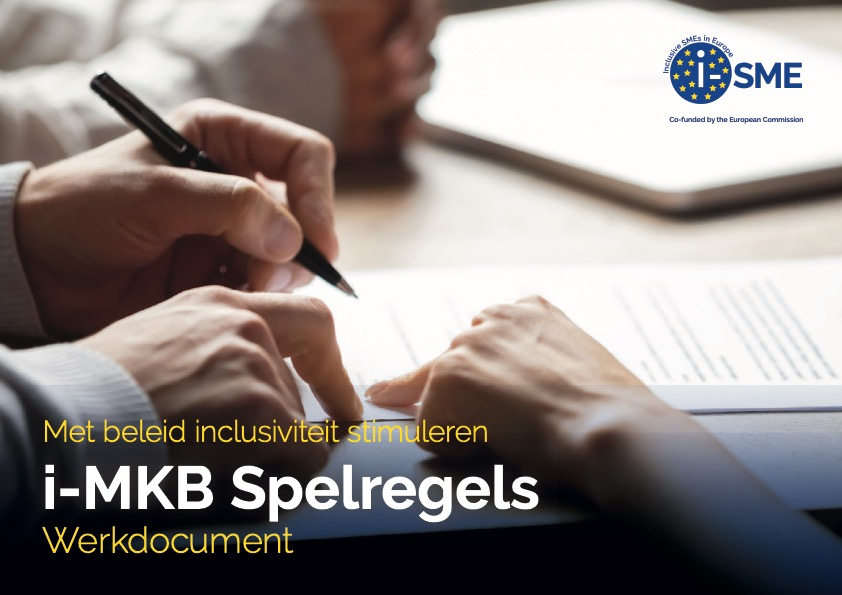 Inclusive SMEs in Europe
i-SME
Co-funded by the European Commission
Met beleid inclusiviteit stimuleren
i-MKB Spelregels
Werkdocument